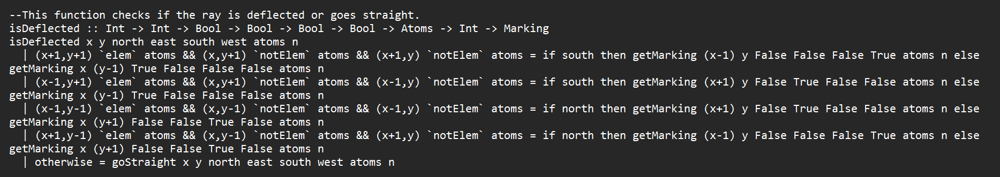 --This function checks if the ray is deflected or goes straight.
isDeflected :: Int -> Int -> Bool -> Bool -> Bool -> Bool -> Atoms -> Int -> Marking
isDeflected x y north east south west atoms n
  | (x+1,y+1) `elem` atoms && (x,y+1) `notElem` atoms && (x+1,y) `notElem` atoms = if south then getMarking (x-1) y False False False True atoms n else
getMarking x (y-1) True False False False atoms n
  | (x-1,y+1) `elem` atoms && (x,y+1) `notElem` atoms && (x-1,y) `notElem` atoms = if south then getMarking (x+1) y False True False False atoms n else
getMarking x (y-1) True False False False atoms n
  | (x-1,y-1) `elem` atoms && (x,y-1) `notElem` atoms && (x-1,y) `notElem` atoms = if north then getMarking (x+1) y False True False False atoms n else
getMarking x (y+1) False False True False atoms n
  | (x+1,y-1) `elem` atoms && (x,y-1) `notElem` atoms && (x+1,y) `notElem` atoms = if north then getMarking (x-1) y False False False True atoms n else
getMarking x (y+1) False False True False atoms n
  | otherwise = goStraight x y north east south west atoms n